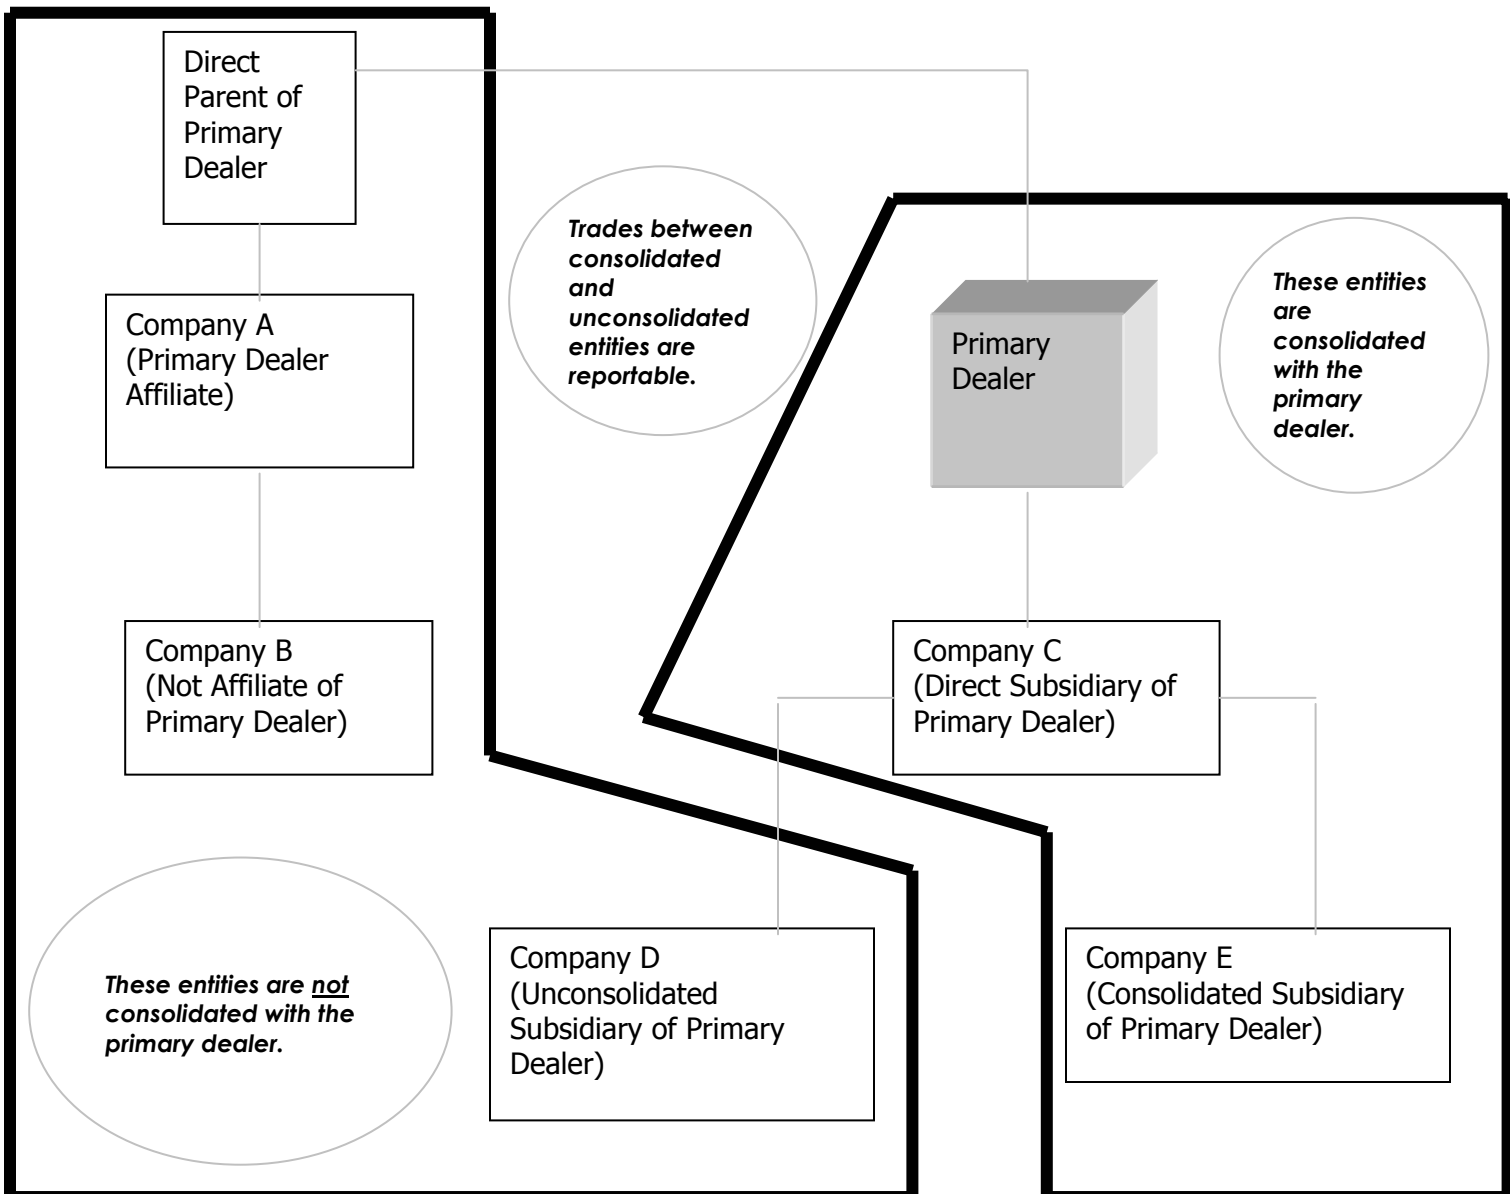 Direct
Parent of
Primary
Dealer
Trades between
consolidated
and
unconsolidated
entities are
reportable.
These entities
are
consolidated
with the
primary
dealer.
Company A
(Primary Dealer
Affiliate)
Primary
Dealer
Company B
(Not Affiliate of
Primary Dealer)
Company C
(Direct Subsidiary of
Primary Dealer)
These entities are not
consolidated with the
primary dealer.
Company D
(Unconsolidated
Subsidiary of Primary
Dealer)
Company E
(Consolidated Subsidiary
of Primary Dealer)